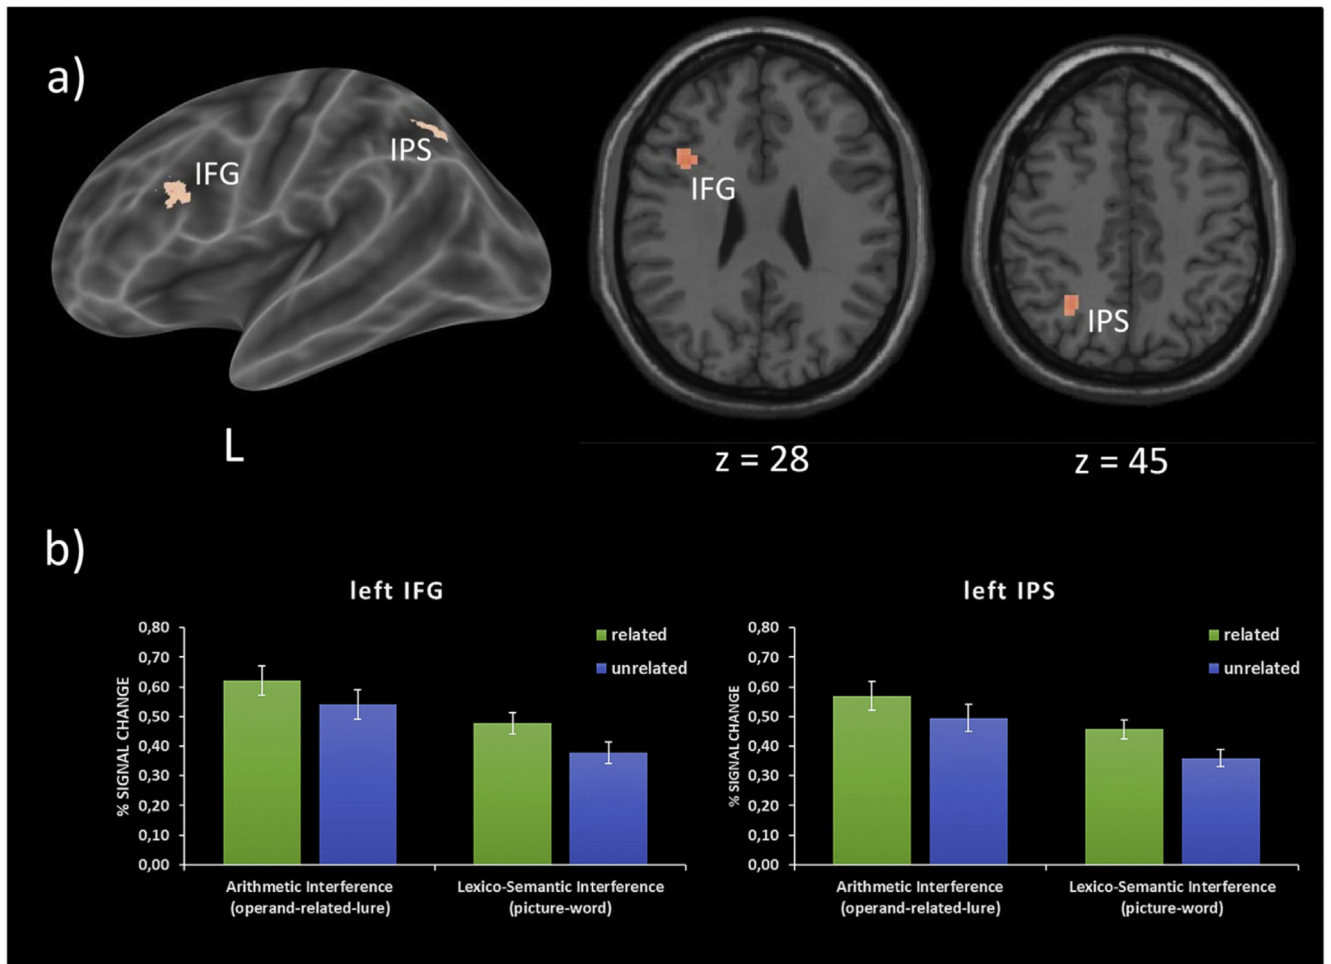 a)
IFG
IPS
IFG
IPS
L
z = 28
z = 45
b)
left IFG
0,80
0,70
0,60
0,50
0,40
0,30
0,20
0,10
0,00
% SIGNAL CHANGE
related
unrelated
Arithmetic Interference
(operand-related-lure)
Lexico-Semantic Interference
(picture-word)
left IPS
0,80
0,70
0,60
0,50
0,40
0,30
0,20
0,10
0,00
% SIGNAL CHANGE
related
unrelated
Arithmetic Interference
(operand-related-lure)
Lexico-Semantic Interference
(picture-word)